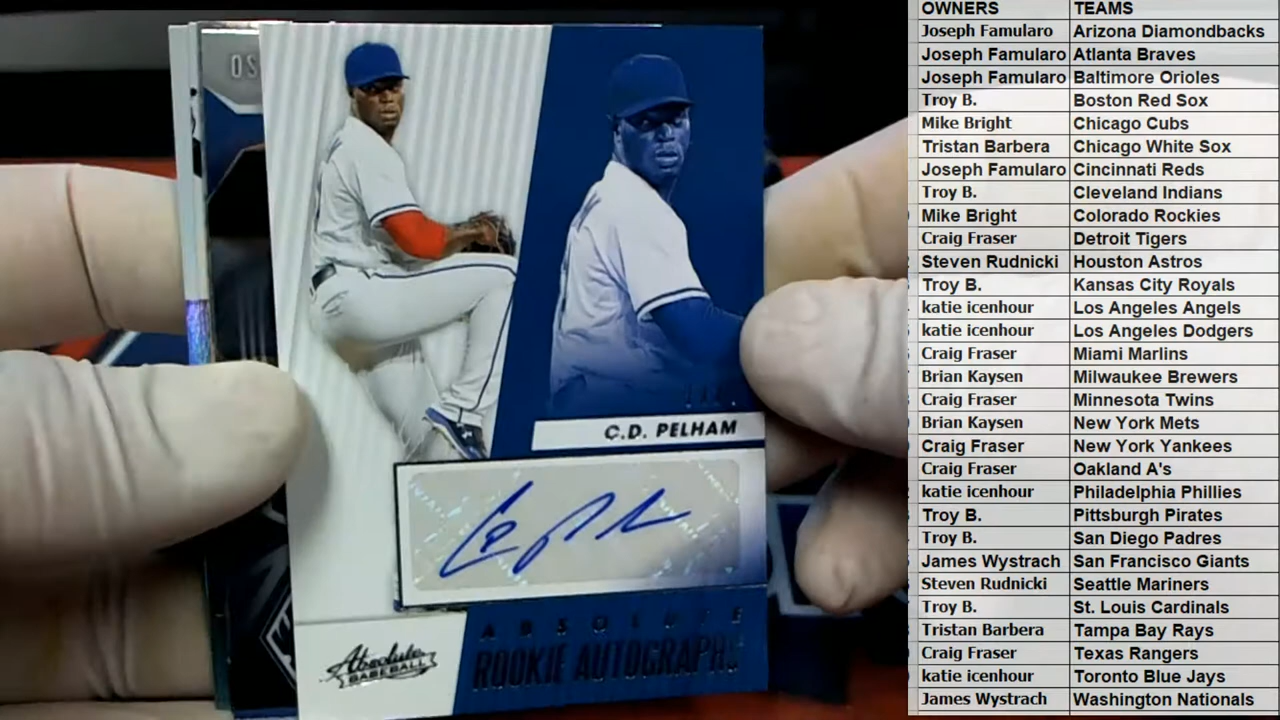 OS
C.D. PELHAM
ABSOLUTE
ROOKIE AUTOGRAPHS
Absolute
BASEBALL
OWNERS TEAMS
Joseph Famularo Arizona Diamondbacks
Joseph Famularo Atlanta Braves
Joseph Famularo Baltimore Orioles
Troy B. Boston Red Sox
Mike Bright Chicago Cubs
Tristan Barbera Chicago White Sox
Joseph Famularo Cincinnati Reds
Troy B. Cleveland Indians
Mike Bright Colorado Rockies
Craig Fraser Detroit Tigers
Steven Rudnicki Houston Astros
Troy B. Kansas City Royals
katie icenhour Los Angeles Angels
katie icenhour Los Angeles Dodgers
Craig Fraser Miami Marlins
Brian Kaysen Milwaukee Brewers
Craig Fraser Minnesota Twins
Brian Kaysen New York Mets
Craig Fraser New York Yankees
Craig Fraser Oakland A's
katie icenhour Philadelphia Phillies
Troy B. Pittsburgh Pirates
Troy B. San Diego Padres
James Wystrach San Francisco Giants
Steven Rudnicki Seattle Mariners
Troy B. St. Louis Cardinals
Tristan Barbera Tampa Bay Rays
Craig Fraser Texas Rangers
katie icenhour Toronto Blue Jays
James Wystrach Washington Nationals